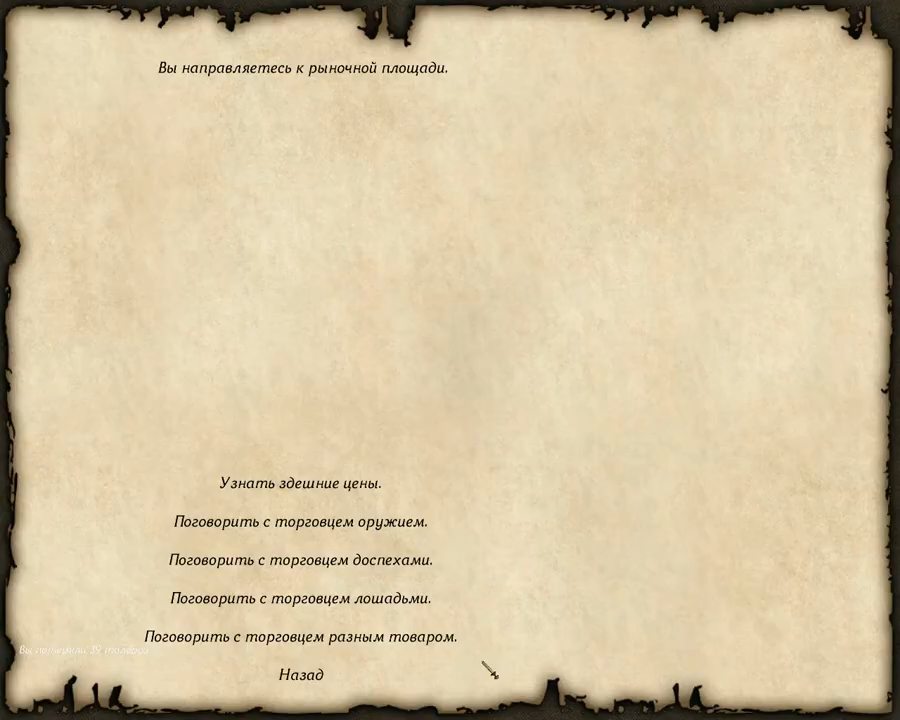 Вы направляетесь к рыночной площади.
Узнать здешние цены.
Поговорить с торговцем оружием.
Поговорить с торговцем доспехами.
Поговорить с торговцем лошадьми.
Поговорить с торговцем разным товаром.
Вы
Назад